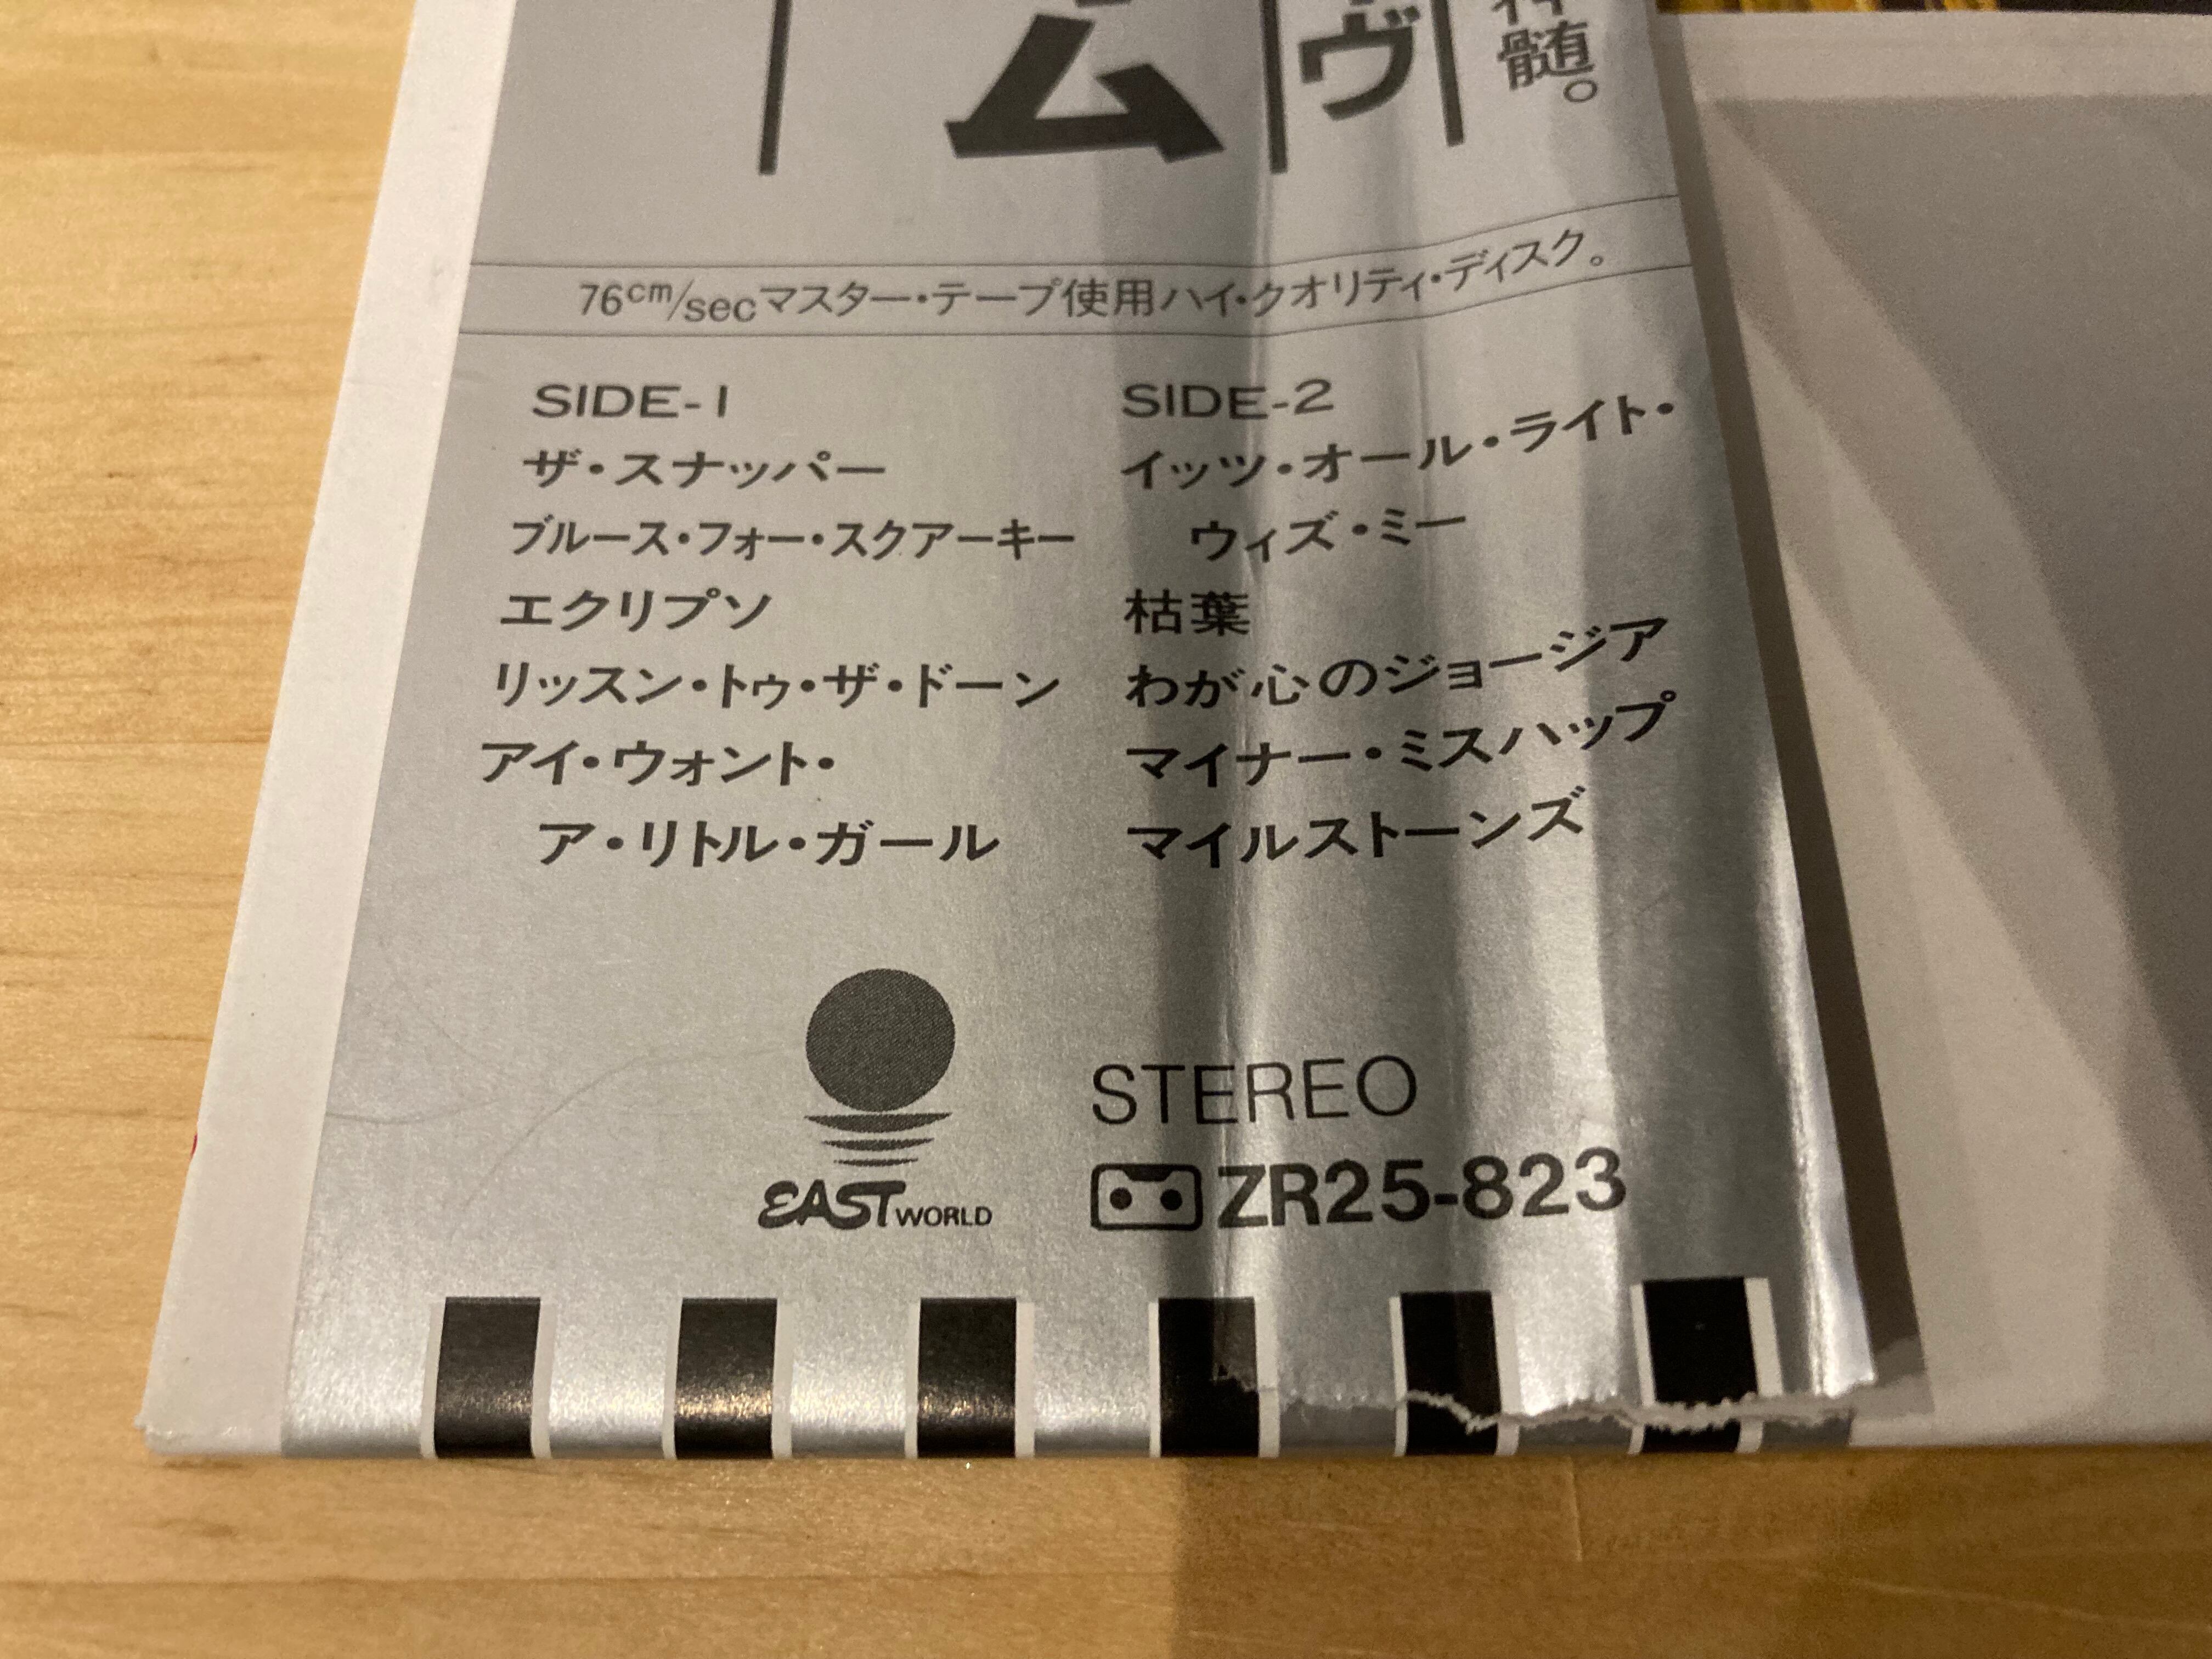 ム
ヴ
髄。
76cm/secマスター・テープ使用ハイ・クオリティ・ディスク。
SIDE-1
ザ・スナッパー
ブルース・フォー・スクアーキー
エクリプソ
リッスン・トゥ・ザ・ドーン
アイ・ウォント・
ア・リトル・ガール
SIDE-2
イッツ・オール・ライト・
ウィズ・ミー
枯葉
わが心のジョージア
マイナー・ミスハップ
マイルストーンズ
EAST WORLD
STEREO
ZR25-823